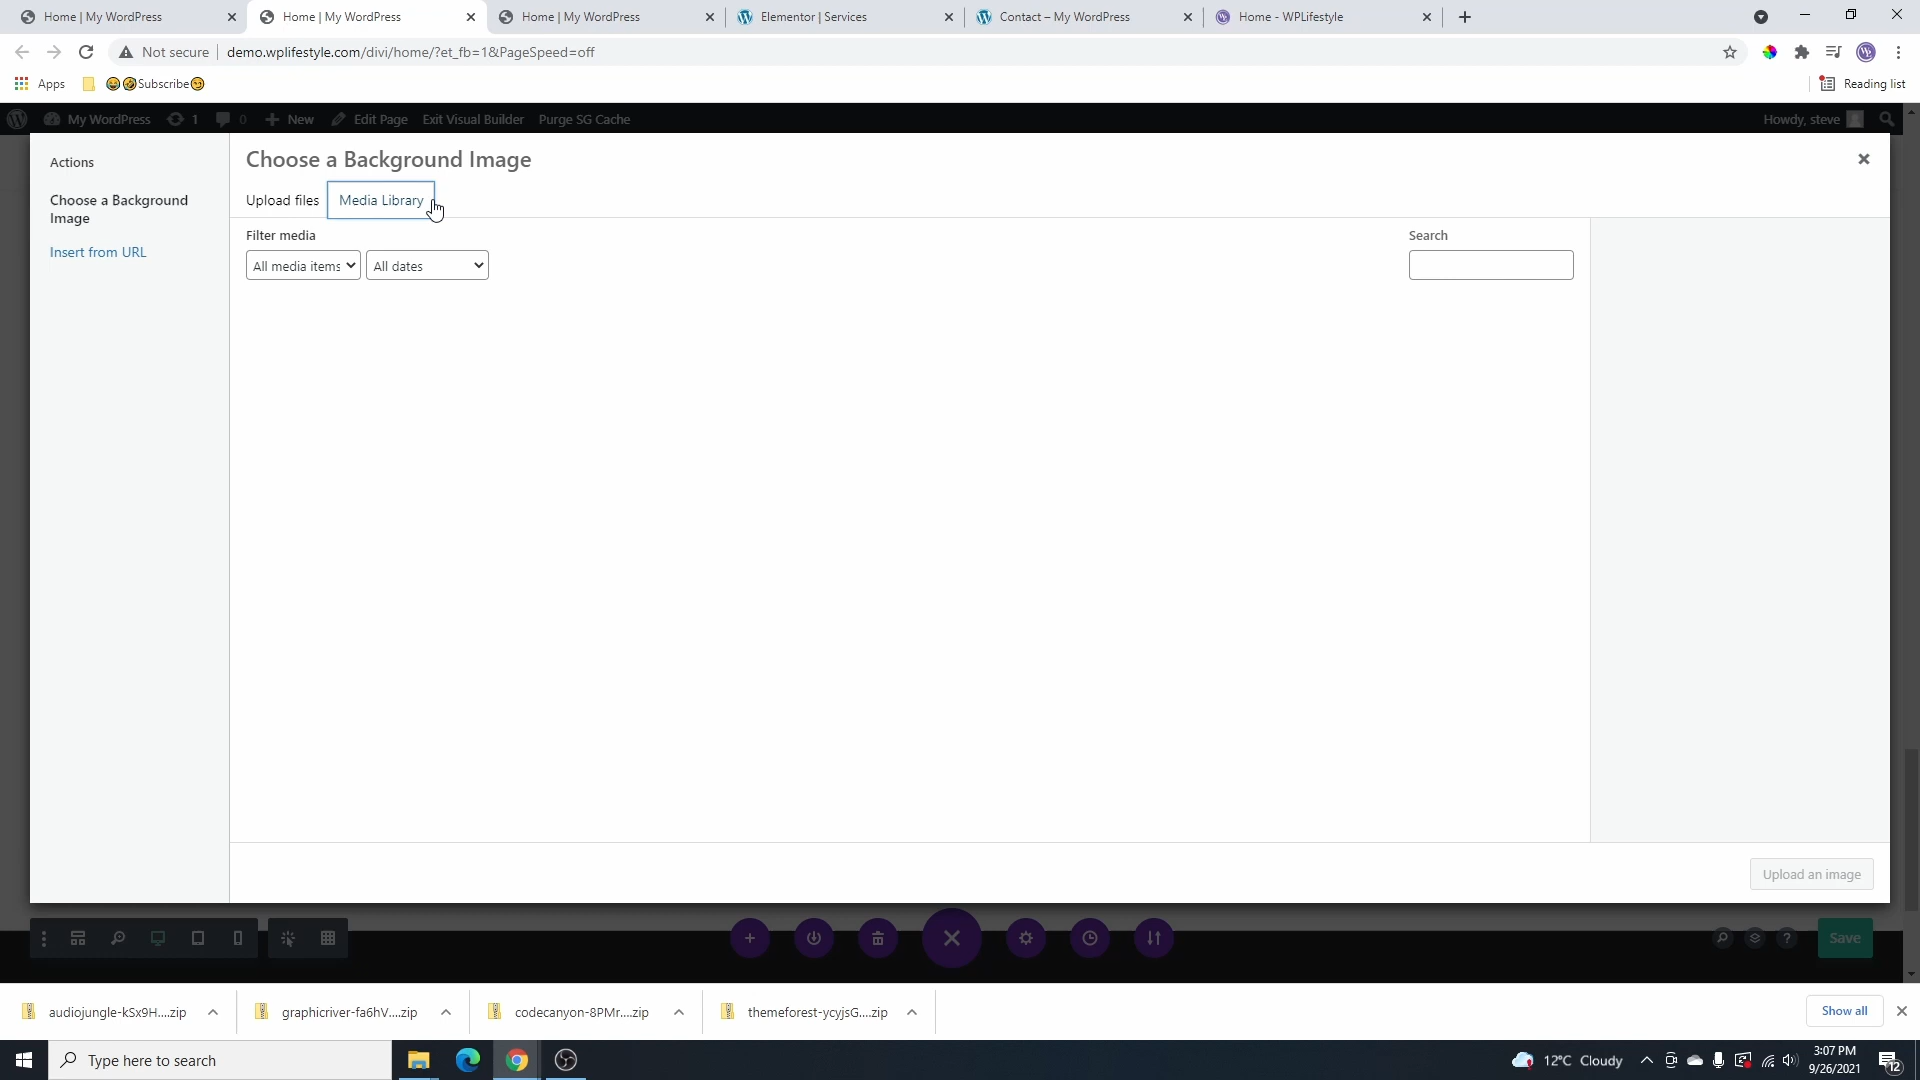 Home | My WordPress
Home | My WordPress
Home | My WordPress
Elementor | Services
Contact – My WordPress
Home - WPLifestyle
Not secure
demo.wplifestyle.com/divi/home/?et_fb=1&PageSpeed=off
Apps
😂🤣Subscribe😏
Reading list
My WordPress
1
0
New
Edit Page
Exit Visual Builder
Purge SG Cache
Howdy, steve
Actions
Choose a Background
Image
Insert from URL
Choose a Background Image
Upload files
Media Library
Filter media
All media items
All dates
Search
Upload an image
Save
audiojungle-kSx9H....zip
graphicriver-fa6hV....zip
codecanyon-8PMr....zip
themeforest-ycyjsG....zip
Show all
Type here to search
12°C Cloudy
3:07 PM
9/26/2021
12